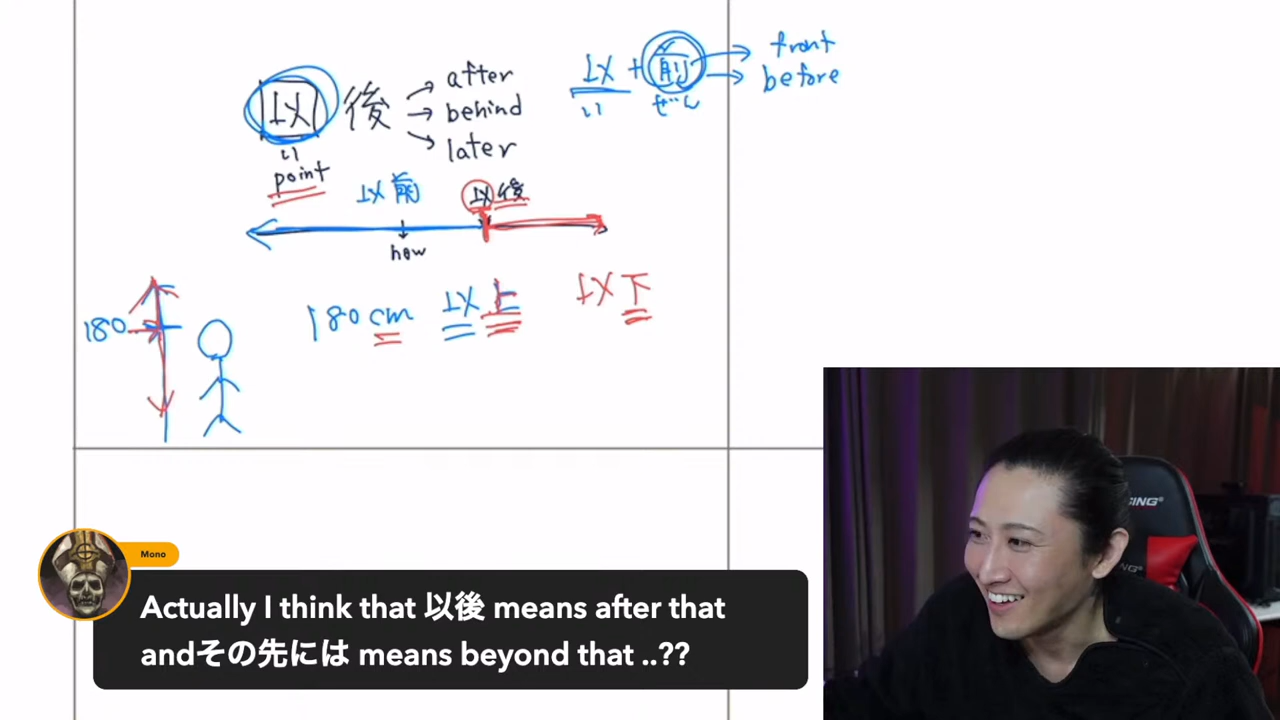 以後
after
behind
later
い
point
以+前
front
before
い
ぜん
以前
以後
now
180
180cm 以上
以下
CING®
Mono
Actually I think that 以後 means after that
andその先には means beyond that ..??